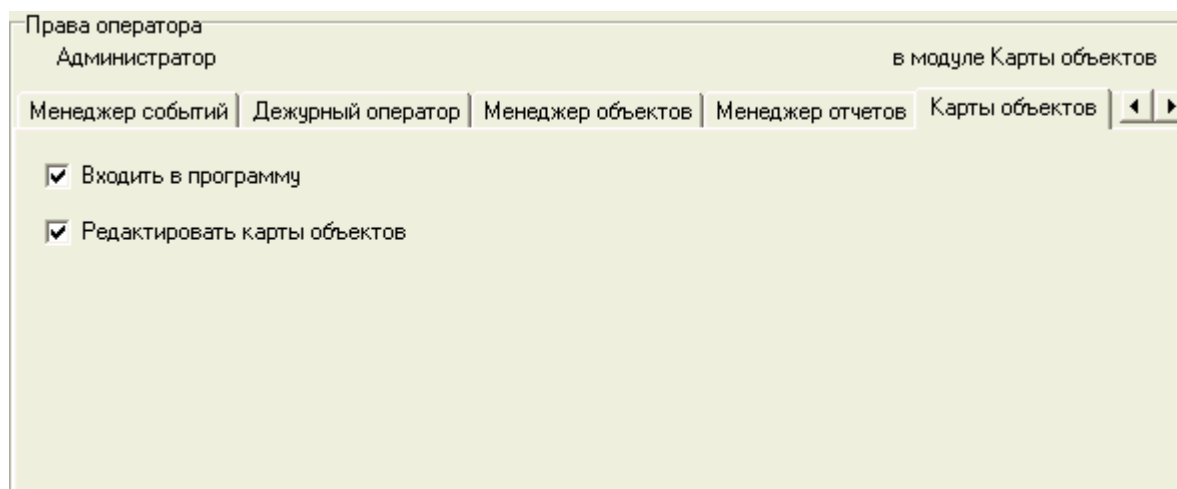 Права оператора
Администратор в модуле Карты объектов
Менеджер событий Дежурный оператор Менеджер объектов Менеджер отчетов Карты объектов
Входить в программу
Редактировать карты объектов